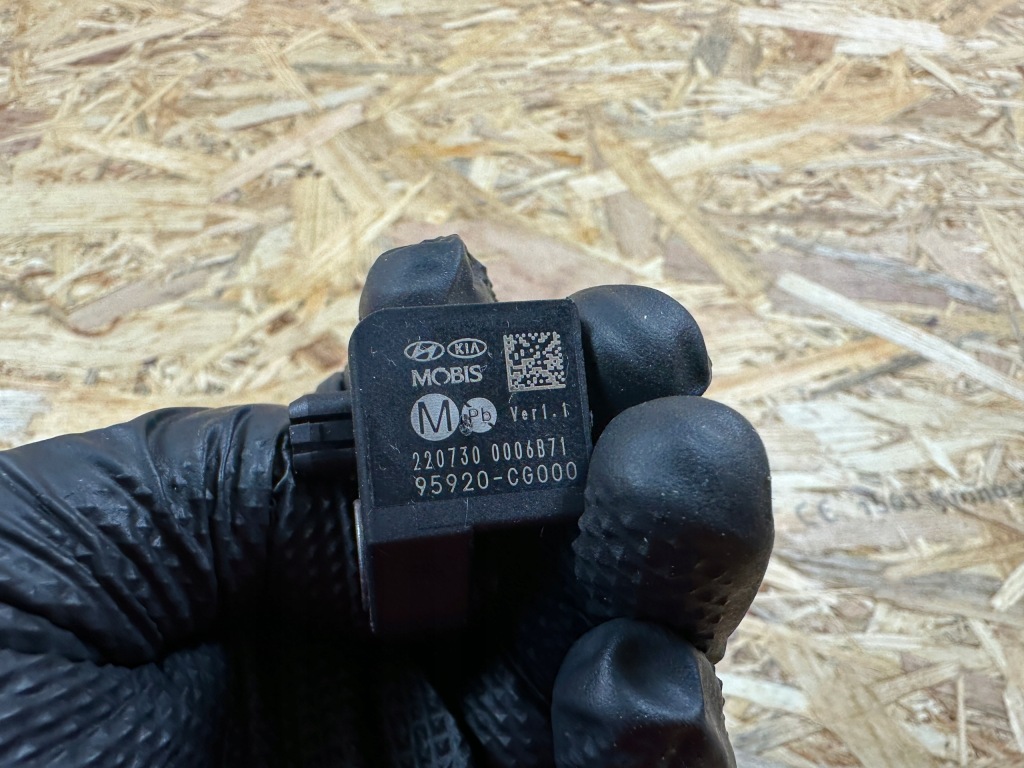 KIA
MOBIS
M Pb Ver1.1
220730 0006B71
95920-CG000